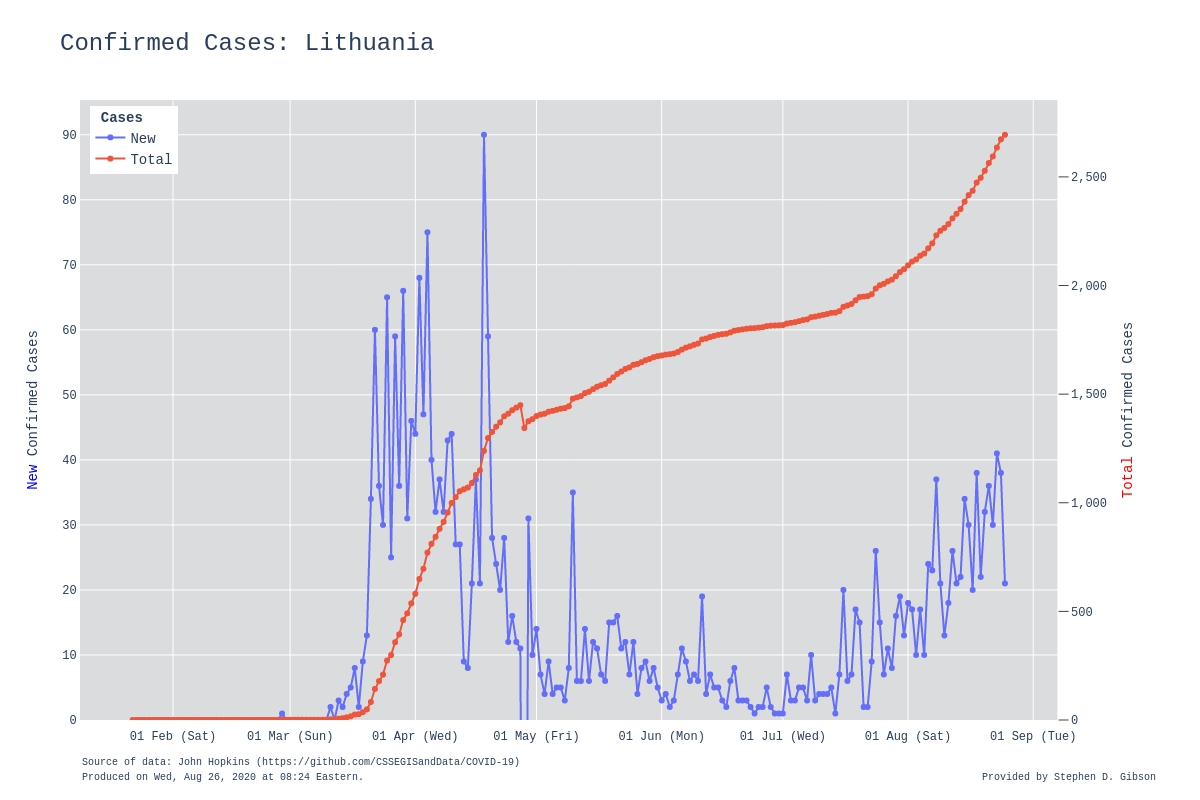 Confirmed Cases: Lithuania
Cases
New
Total
90
80
70
60
50
40
30
20
10
0
New Confirmed Cases
2,500
2,000
1,500
1,000
500
0
Total Confirmed Cases
01 Feb (Sat) 01 Mar (Sun) 01 Apr (Wed) 01 May (Fri) 01 Jun (Mon) 01 Jul (Wed) 01 Aug (Sat) 01 Sep (Tue)
Source of data: John Hopkins (https://github.com/CSSEGISandData/COVID-19)
Produced on Wed, Aug 26, 2020 at 08:24 Eastern.
Provided by Stephen D. Gibson